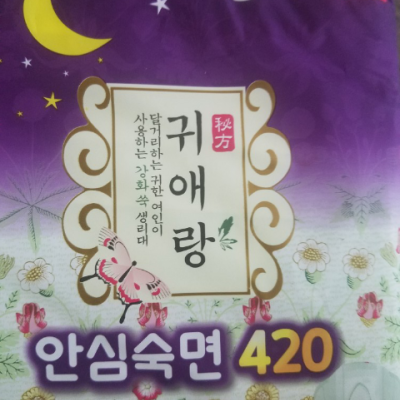 秘方
귀애랑
달거리하는 귀한 여인이
사용하는 강화 쑥 생리대
안심숙면 420